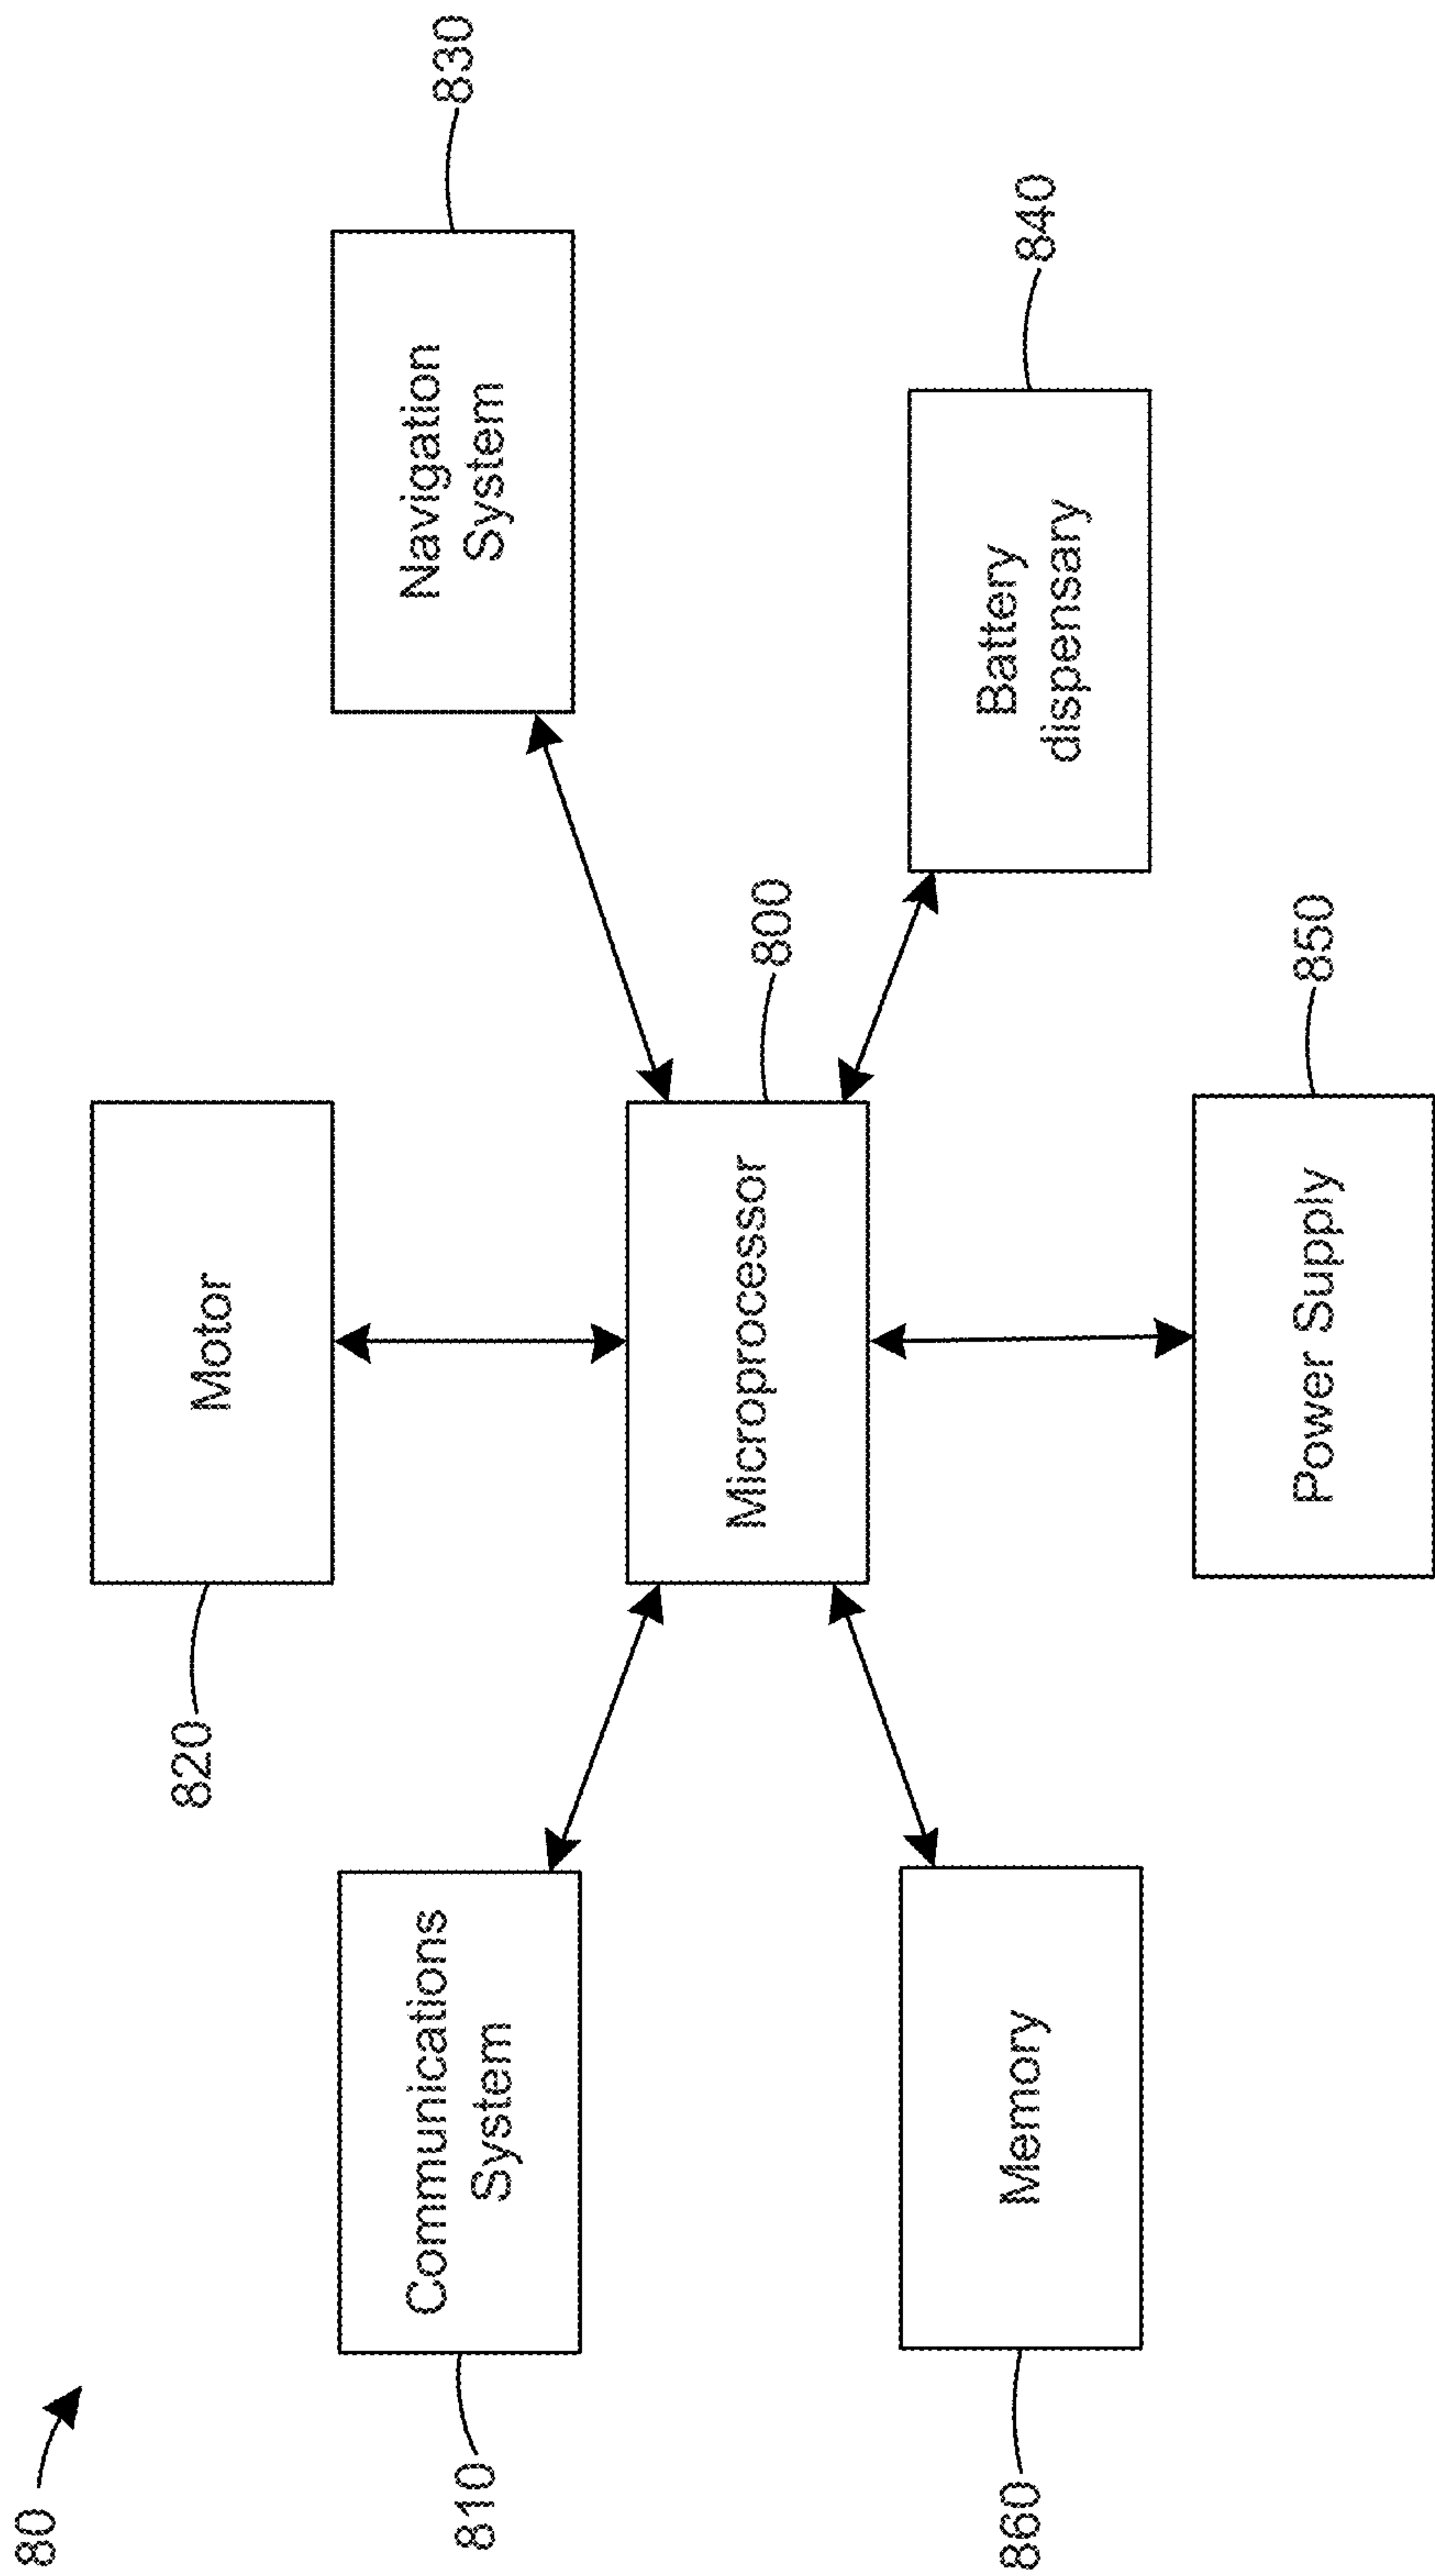 80
820
Motor
810
Communications
System
Navigation
System
830
Microprocessor
800
860
Memory
Battery
dispensary
840
Power Supply
850